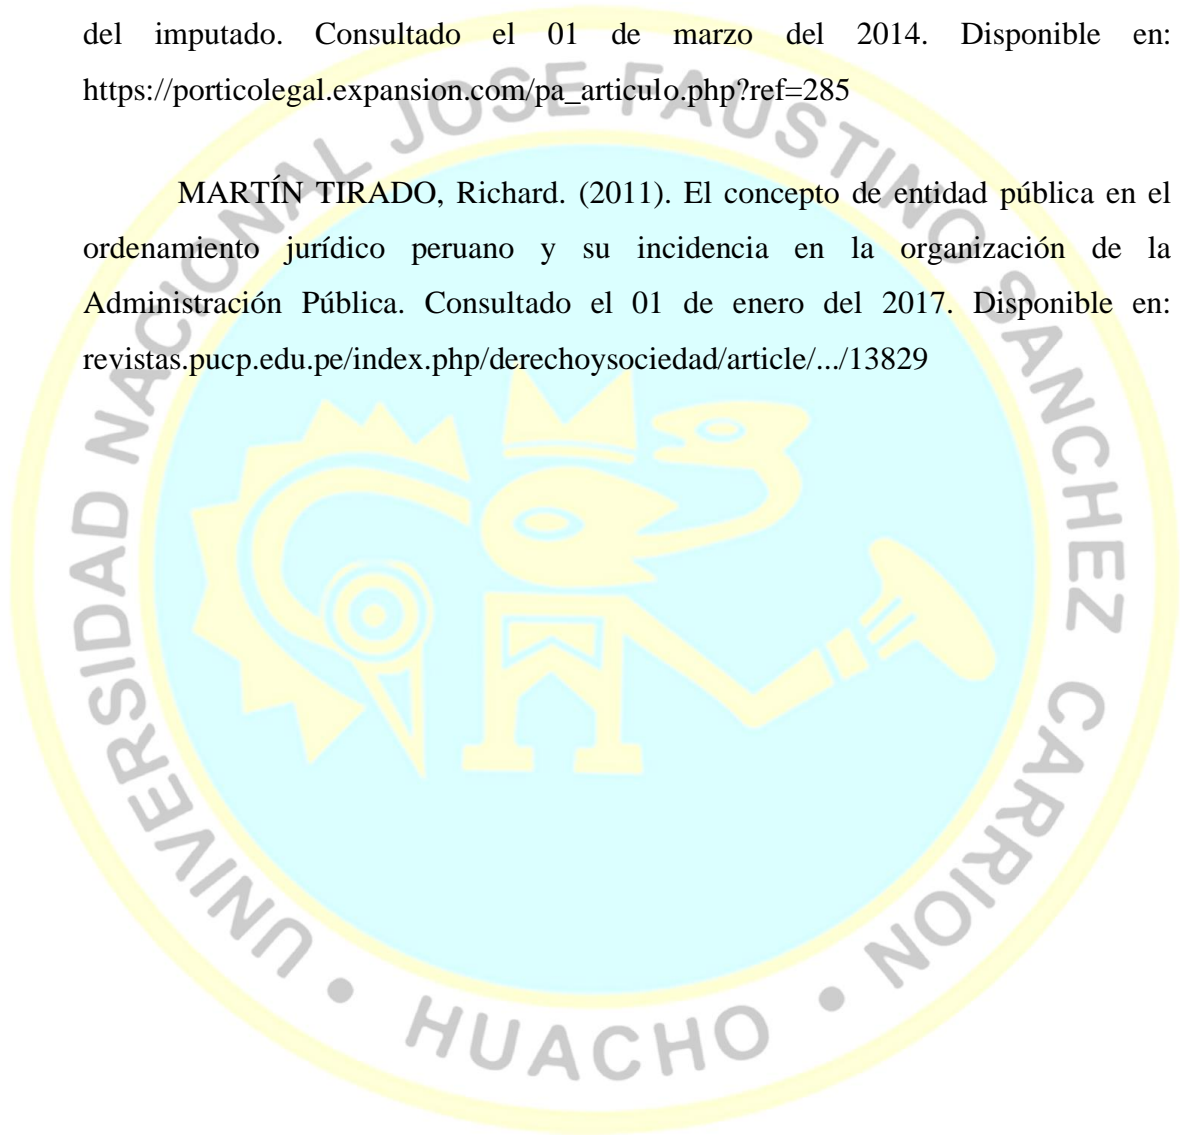 del imputado. Consultado el 01 de marzo del 2014. Disponible en:
https://porticolegal.expansion.com/pa_articulo.php?ref=285
MARTÍN TIRADO, Richard. (2011). El concepto de entidad pública en el
ordenamiento jurídico peruano y su incidencia en la organización de la
Administración Pública. Consultado el 01 de enero del 2017. Disponible en:
revistas.pucp.edu.pe/index.php/derechoysociedad/article/.../13829
UNIVERSIDAD NACIONAL JOSE FAUSTINO SANCHEZ CARRION • HUACHO •